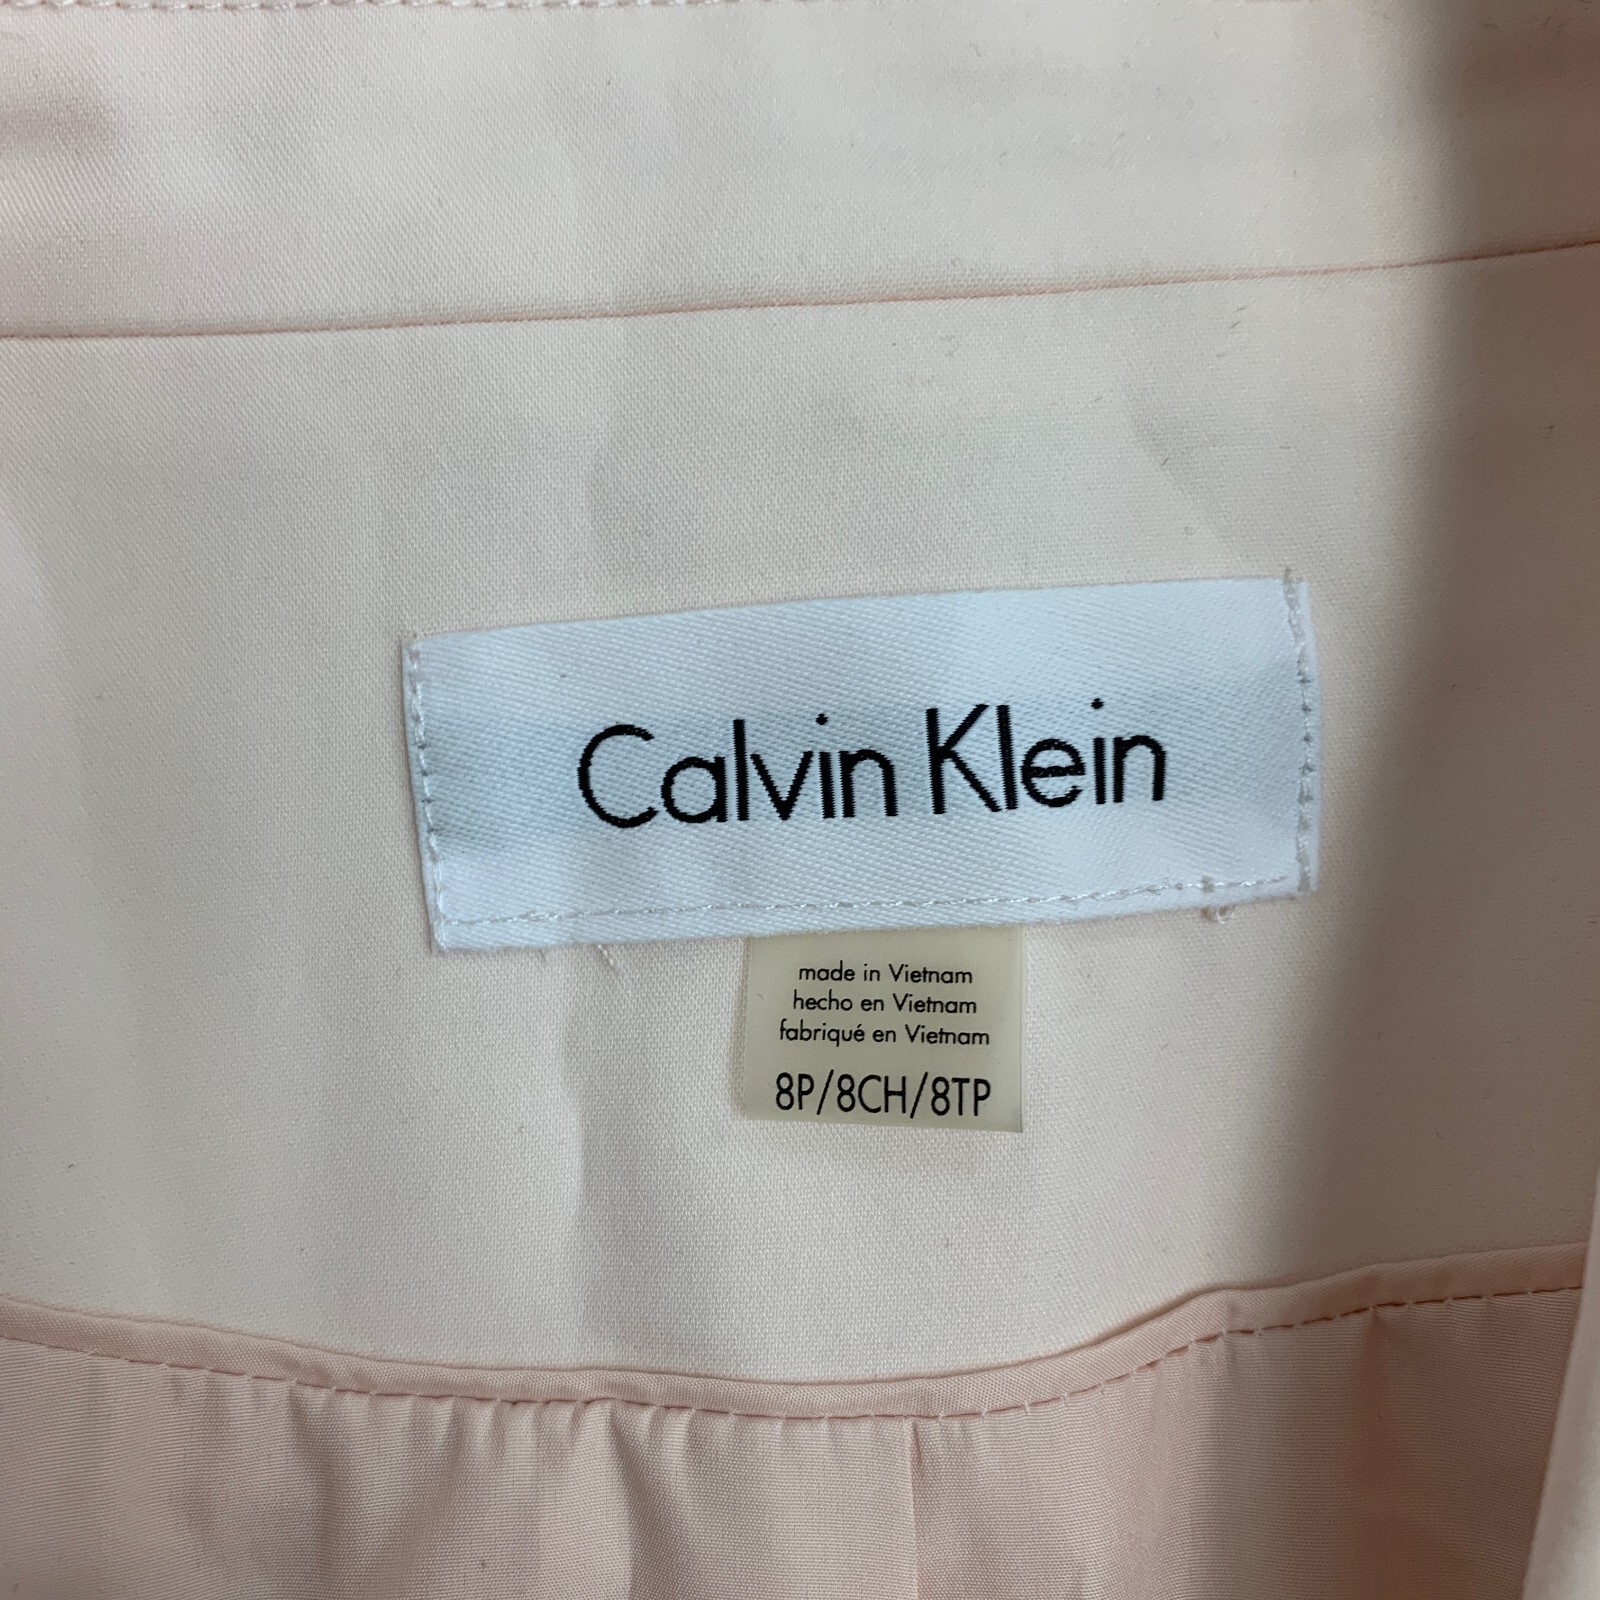 Calvin Klein
made in Vietnam
hecho en Vietnam
fabriqué en Vietnam
8P/8CH/8TP